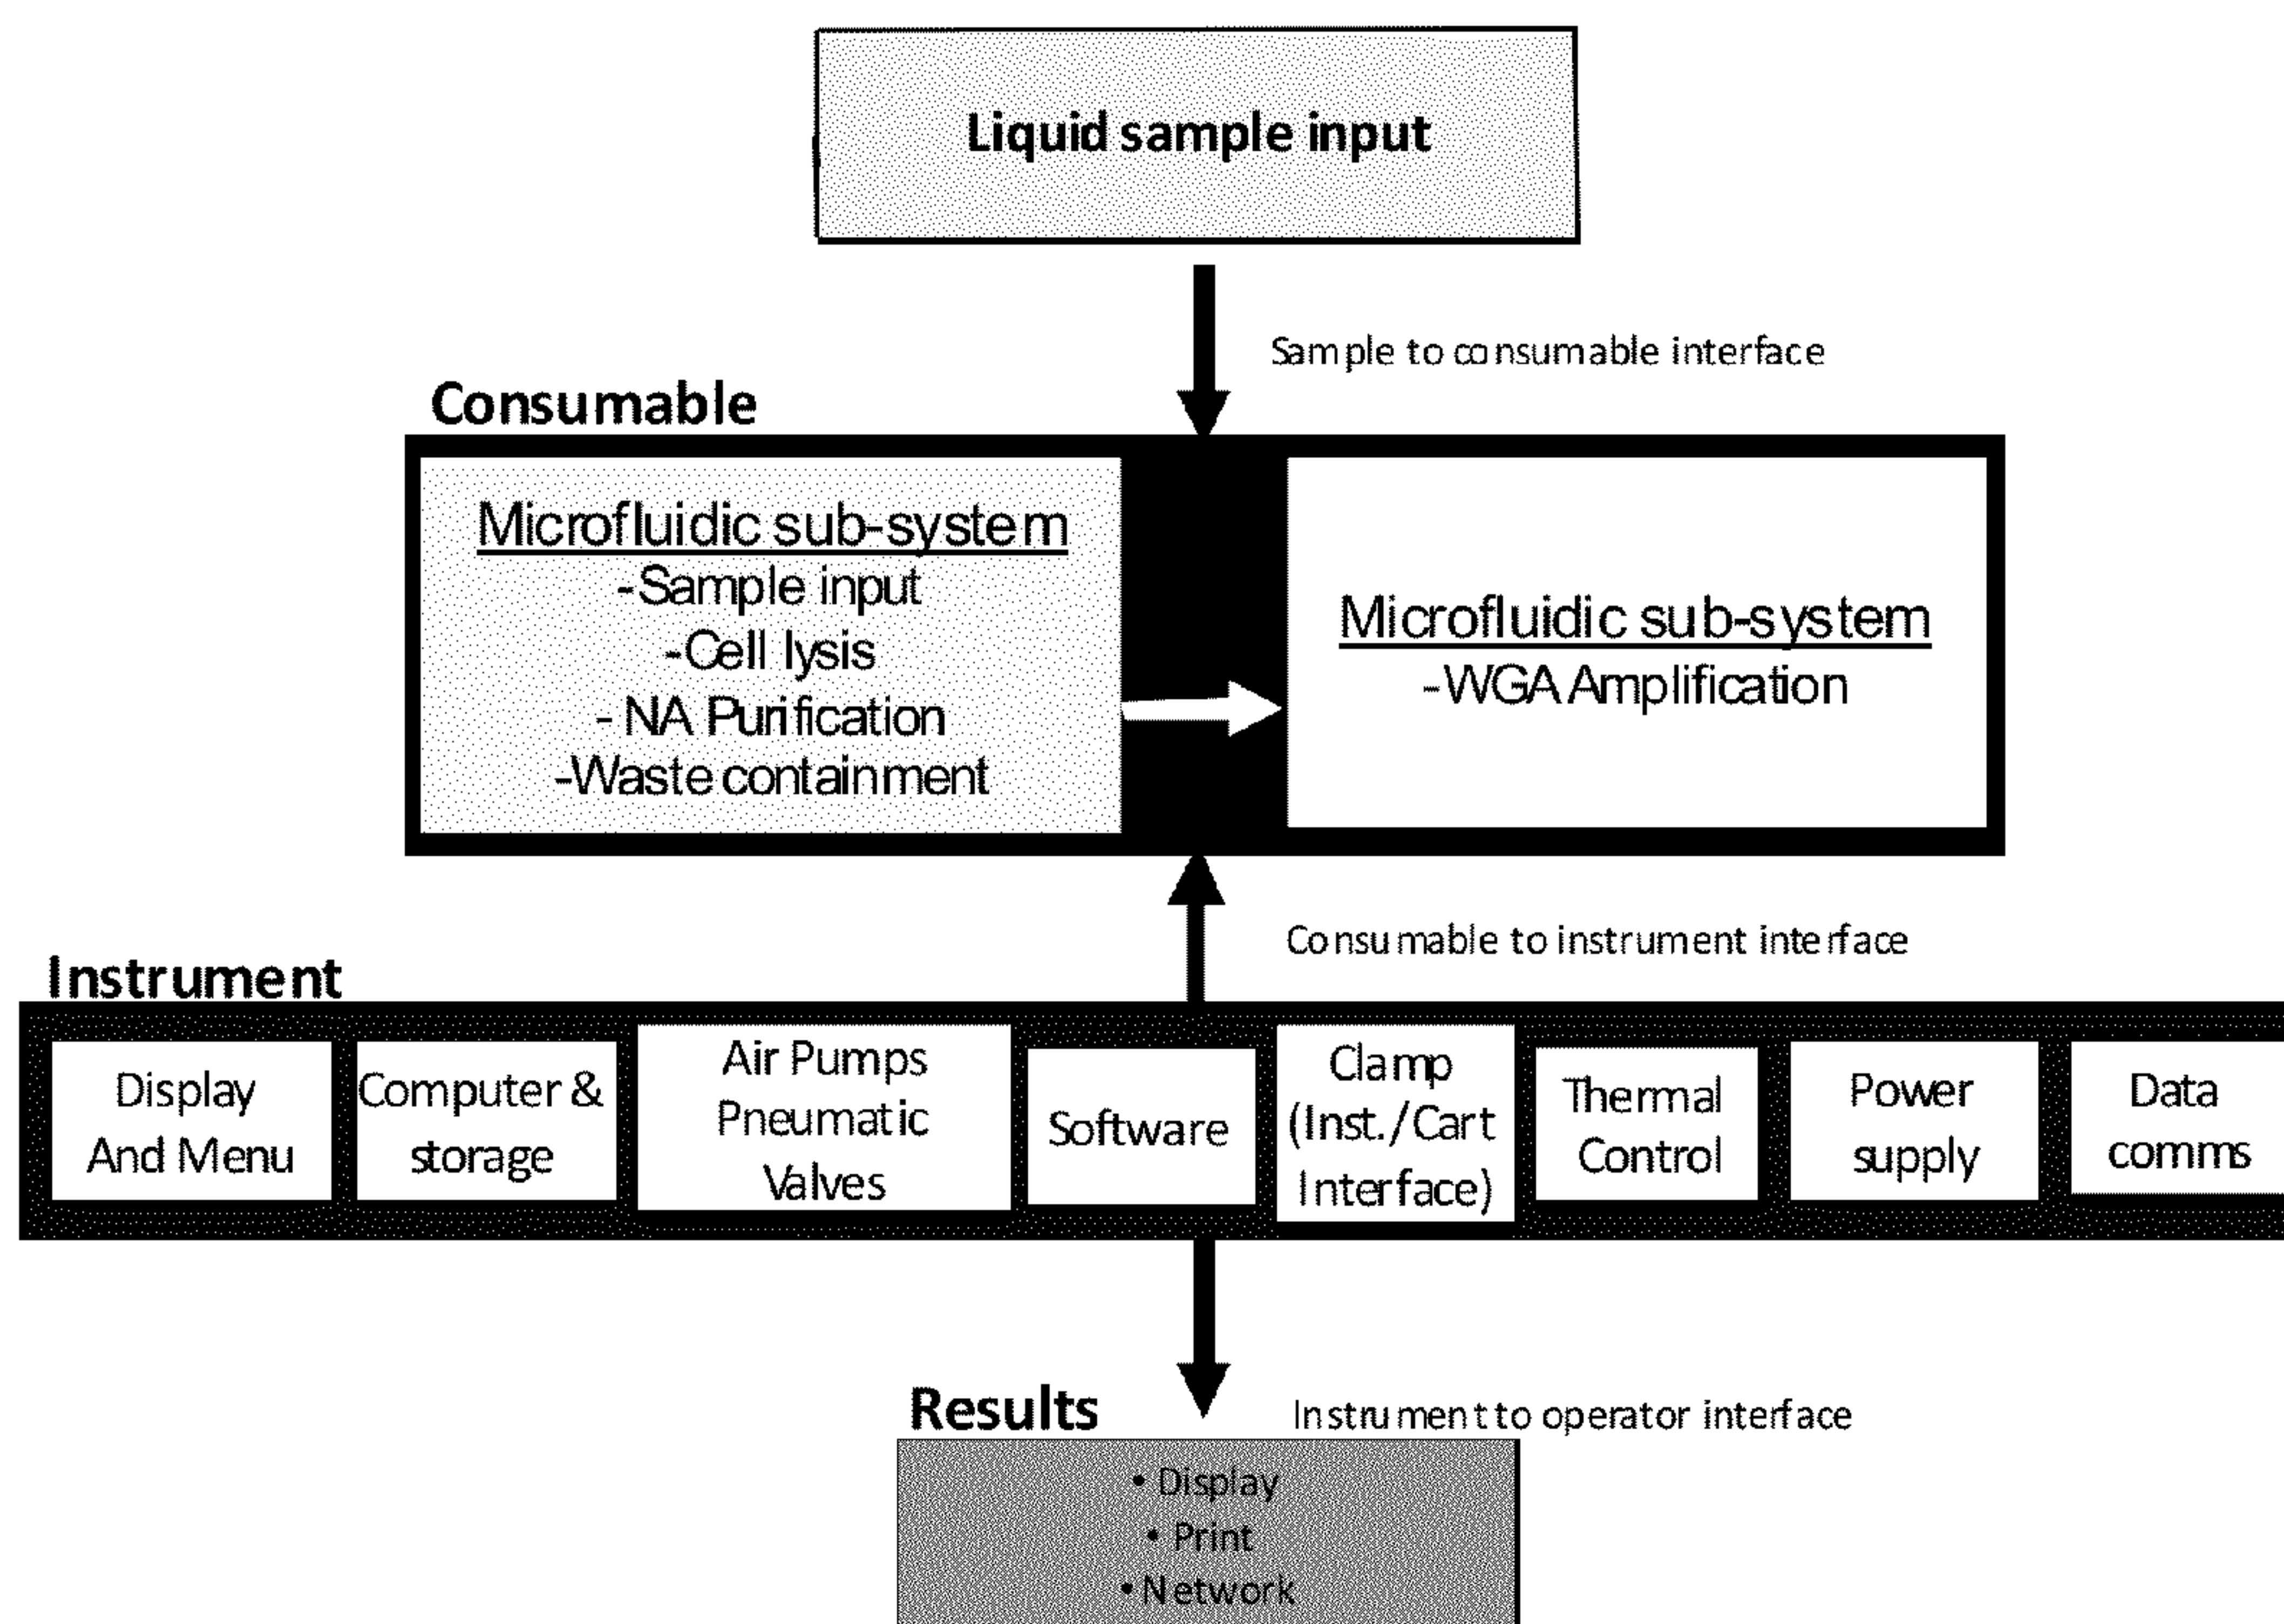 Liquid sample input
Sample to consumable interface
Consumable
Microfluidic sub-system
-Sample input
-Cell lysis
- NA Purification
-Waste containment
Microfluidic sub-system
-WGA Amplification
Consumable to instrument interface
Instrument
Display
And Menu
Computer &
storage
Air Pumps
Pneumatic
Valves
Software
Clamp
(Inst./Cart
Interface)
Thermal
Control
Power
supply
Data
comms
Results
Instrument to operator interface
• Display
• Print
• Network